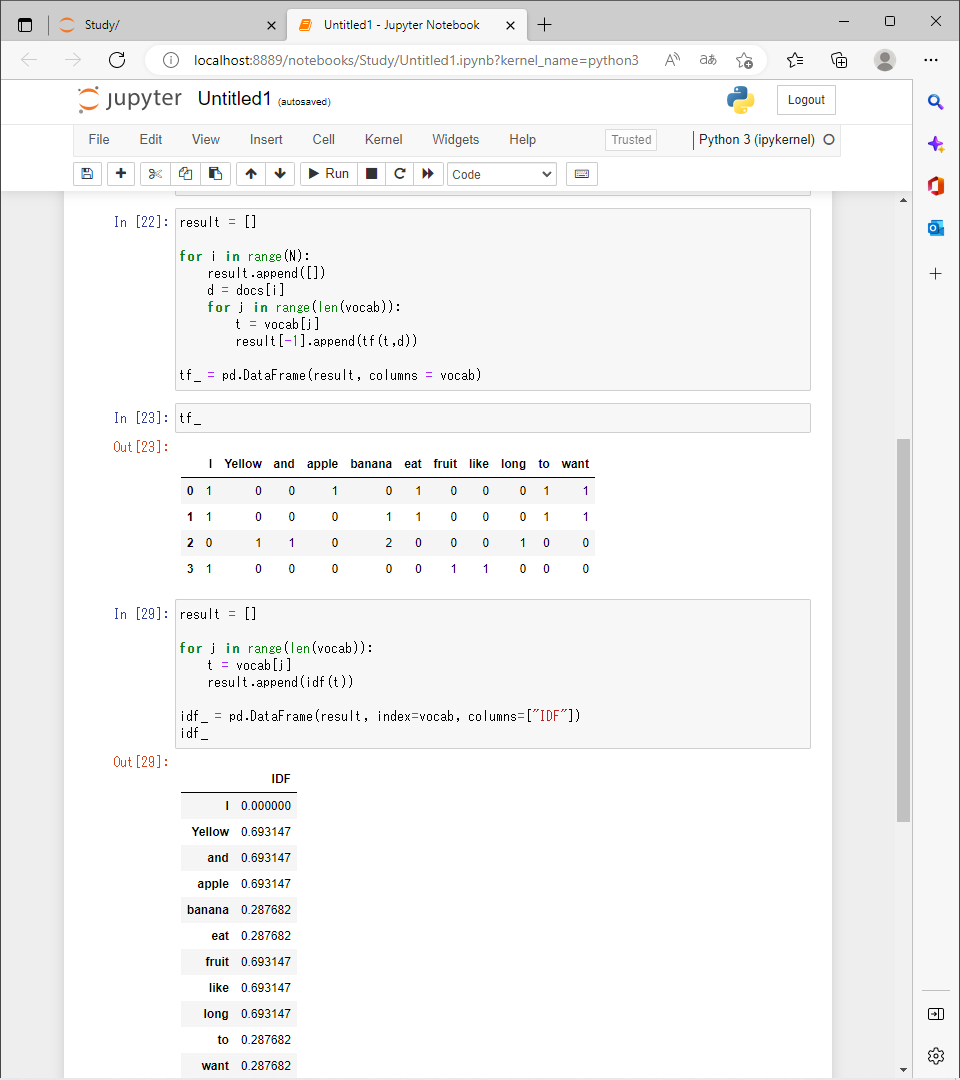 Study/
Untitled1 - Jupyter Notebook
localhost:8889/notebooks/Study/Untitled1.ipynb?kernel_name=python3
jupyter Untitled1 (autosaved)
Logout
File Edit View Insert Cell Kernel Widgets Help
Trusted
Python 3 (ipykernel)
Run
Code
In [22]:
result = []
for i in range(N):
    result.append([])
    d = docs[i]
    for j in range(len(vocab)):
        t = vocab[j]
        result[-1].append(tf(t,d))
tf_ = pd.DataFrame(result, columns = vocab)
In [23]: tf_
Out[23]:
I Yellow and apple banana eat fruit like long to want
0 1 0 0 1 0 1 0 0 0 1 1
1 1 0 0 0 1 1 0 0 0 1 1
2 0 1 1 0 2 0 0 0 1 0 0
3 1 0 0 0 0 0 1 1 0 0 0
In [29]:
result = []
for j in range(len(vocab)):
    t = vocab[j]
    result.append(idf(t))
idf_ = pd.DataFrame(result, index=vocab, columns=["IDF"])
idf_
Out[29]:
IDF
I 0.000000
Yellow 0.693147
and 0.693147
apple 0.693147
banana 0.287682
eat 0.287682
fruit 0.693147
like 0.693147
long 0.693147
to 0.287682
want 0.287682